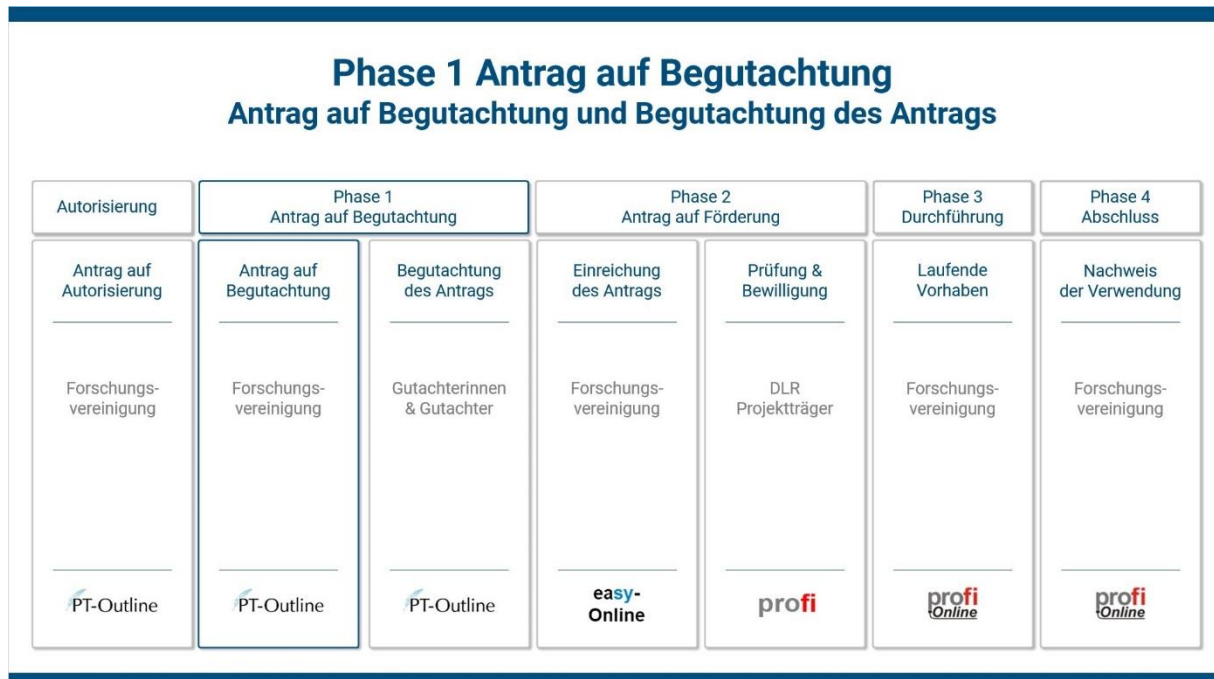 Phase 1 Antrag auf Begutachtung
Antrag auf Begutachtung und Begutachtung des Antrags
Autorisierung
Phase 1
Antrag auf Begutachtung
Phase 2
Antrag auf Förderung
Phase 3
Durchführung
Phase 4
Abschluss
Antrag auf
Autorisierung
Forschungs-
vereinigung
PT-Outline
Antrag auf
Begutachtung
Forschungs-
vereinigung
PT-Outline
Begutachtung
des Antrags
Gutachterinnen
& Gutachter
PT-Outline
Einreichung
des Antrags
Forschungs-
vereinigung
easy-
Online
Prüfung &
Bewilligung
DLR
Projektträger
profi
Laufende
Vorhaben
Forschungs-
vereinigung
profi
-Online
Nachweis
der Verwendung
Forschungs-
vereinigung
profi
-Online